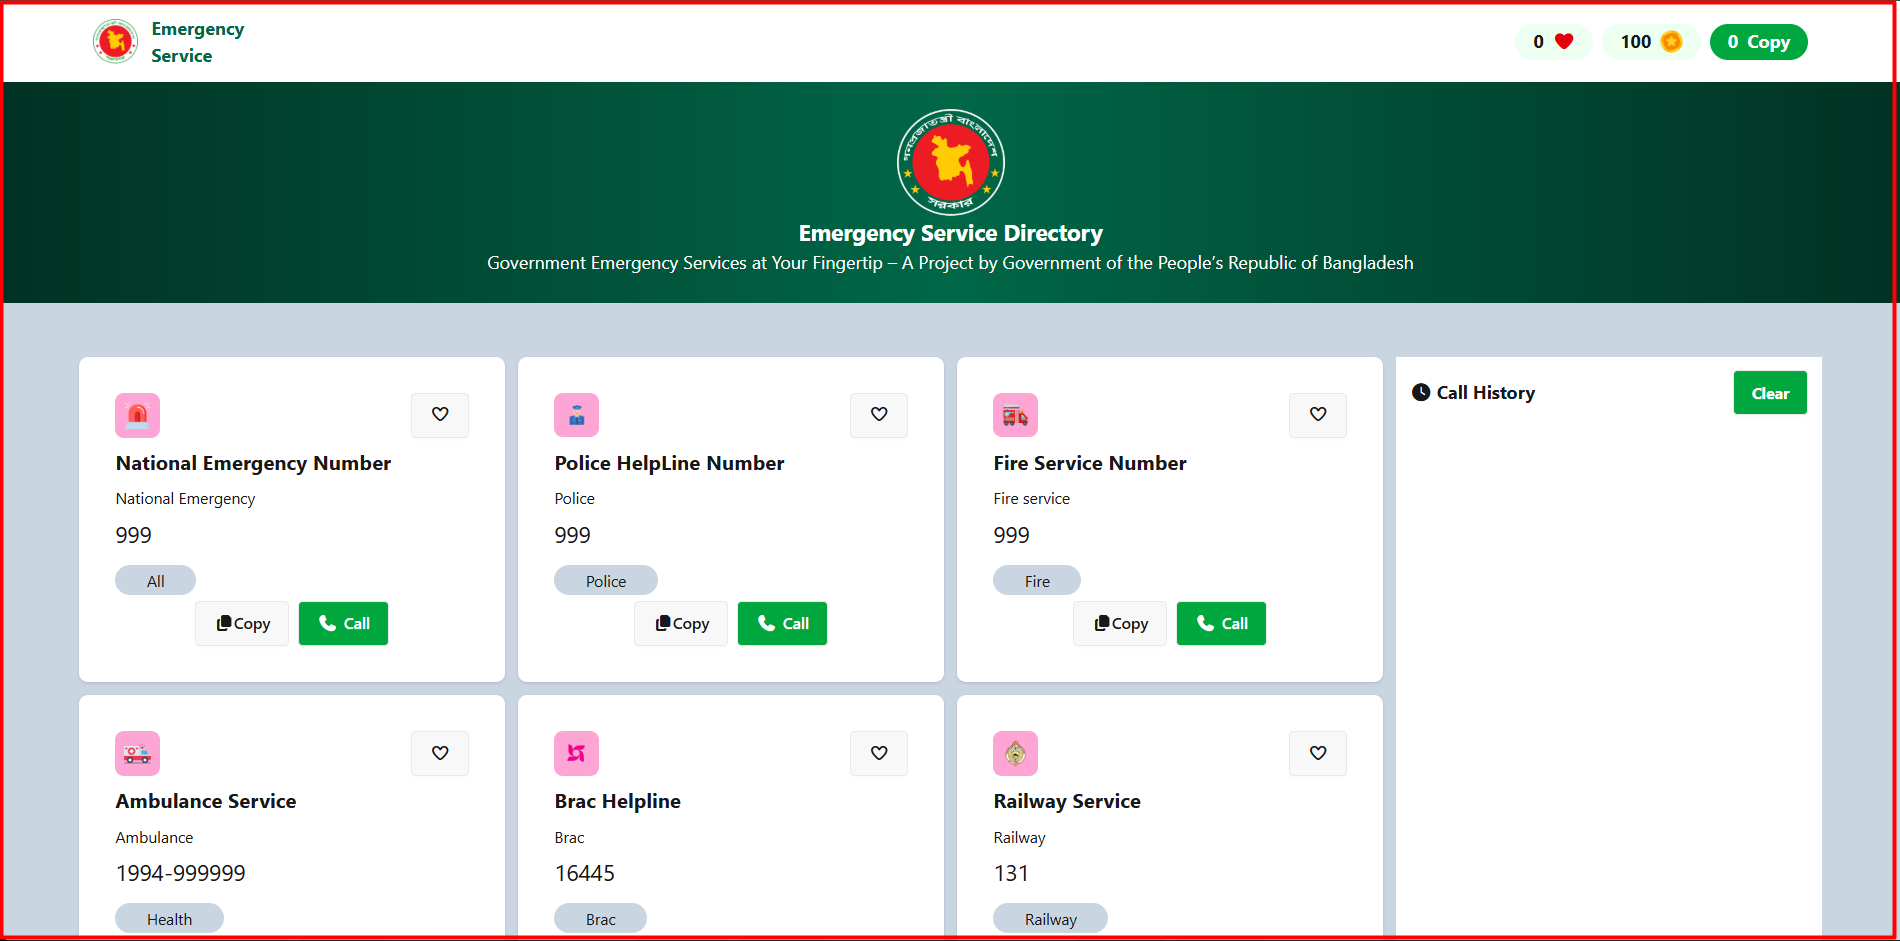 Emergency
Service
0
100
0 Copy
গনপ্রজাতন্ত্রী বাংলাদেশ
সরকার
Emergency Service Directory
Government Emergency Services at Your Fingertip – A Project by Government of the People’s Republic of Bangladesh
National Emergency Number
National Emergency
999
All
Copy
Call
Police HelpLine Number
Police
999
Police
Copy
Call
Fire Service Number
Fire service
999
Fire
Copy
Call
Call History
Clear
Ambulance Service
Ambulance
1994-999999
Health
Brac Helpline
Brac
16445
Brac
Railway Service
Railway
131
Railway